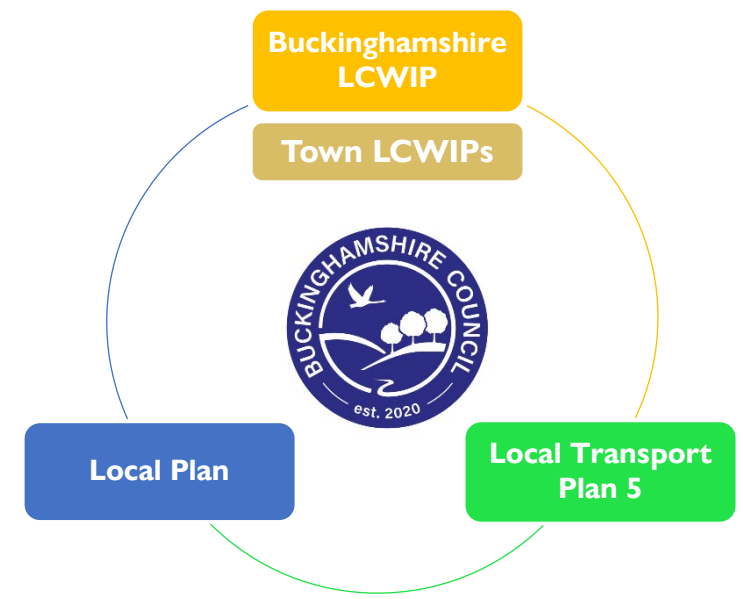 Buckinghamshire
LCWIP
Town LCWIPs
BUCKINGHAMSHIRE COUNCIL
est. 2020
Local Plan
Local Transport
Plan 5